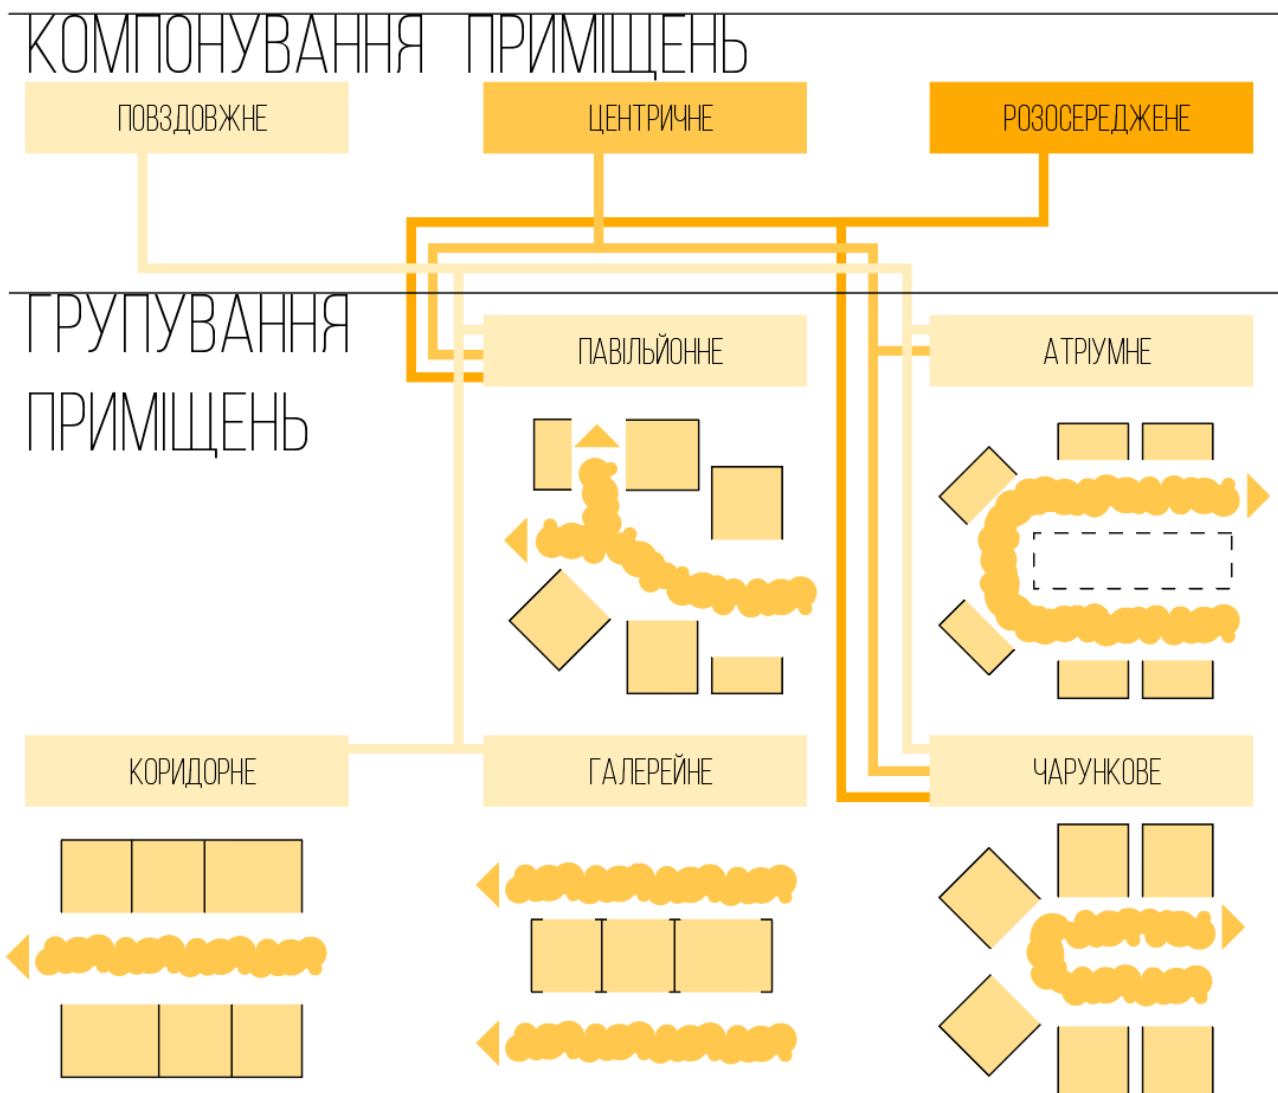 КОМПОНУВАННЯ ПРИМІЩЕНЬ
ПОВЗДОВЖНЕ
ЦЕНТРИЧНЕ
РОЗОСЕРЕДЖЕНЕ
ГРУПУВАННЯ
ПРИМІЩЕНЬ
ПАВІЛЬЙОННЕ
АТРІУМНЕ
КОРИДОРНЕ
ГАЛЕРЕЙНЕ
ЧАРУНКОВЕ